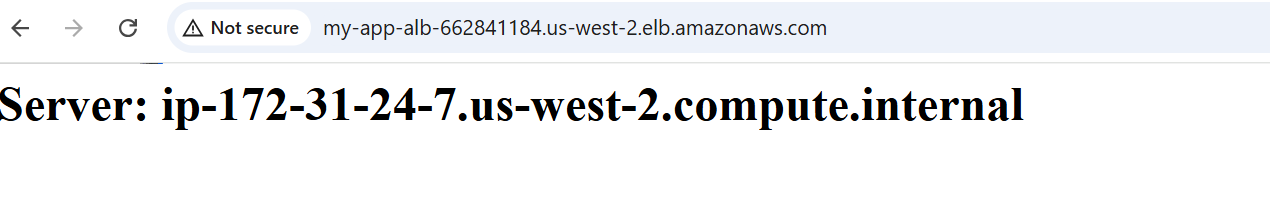 Not secure my-app-alb-662841184.us-west-2.elb.amazonaws.com
Server: ip-172-31-24-7.us-west-2.compute.internal